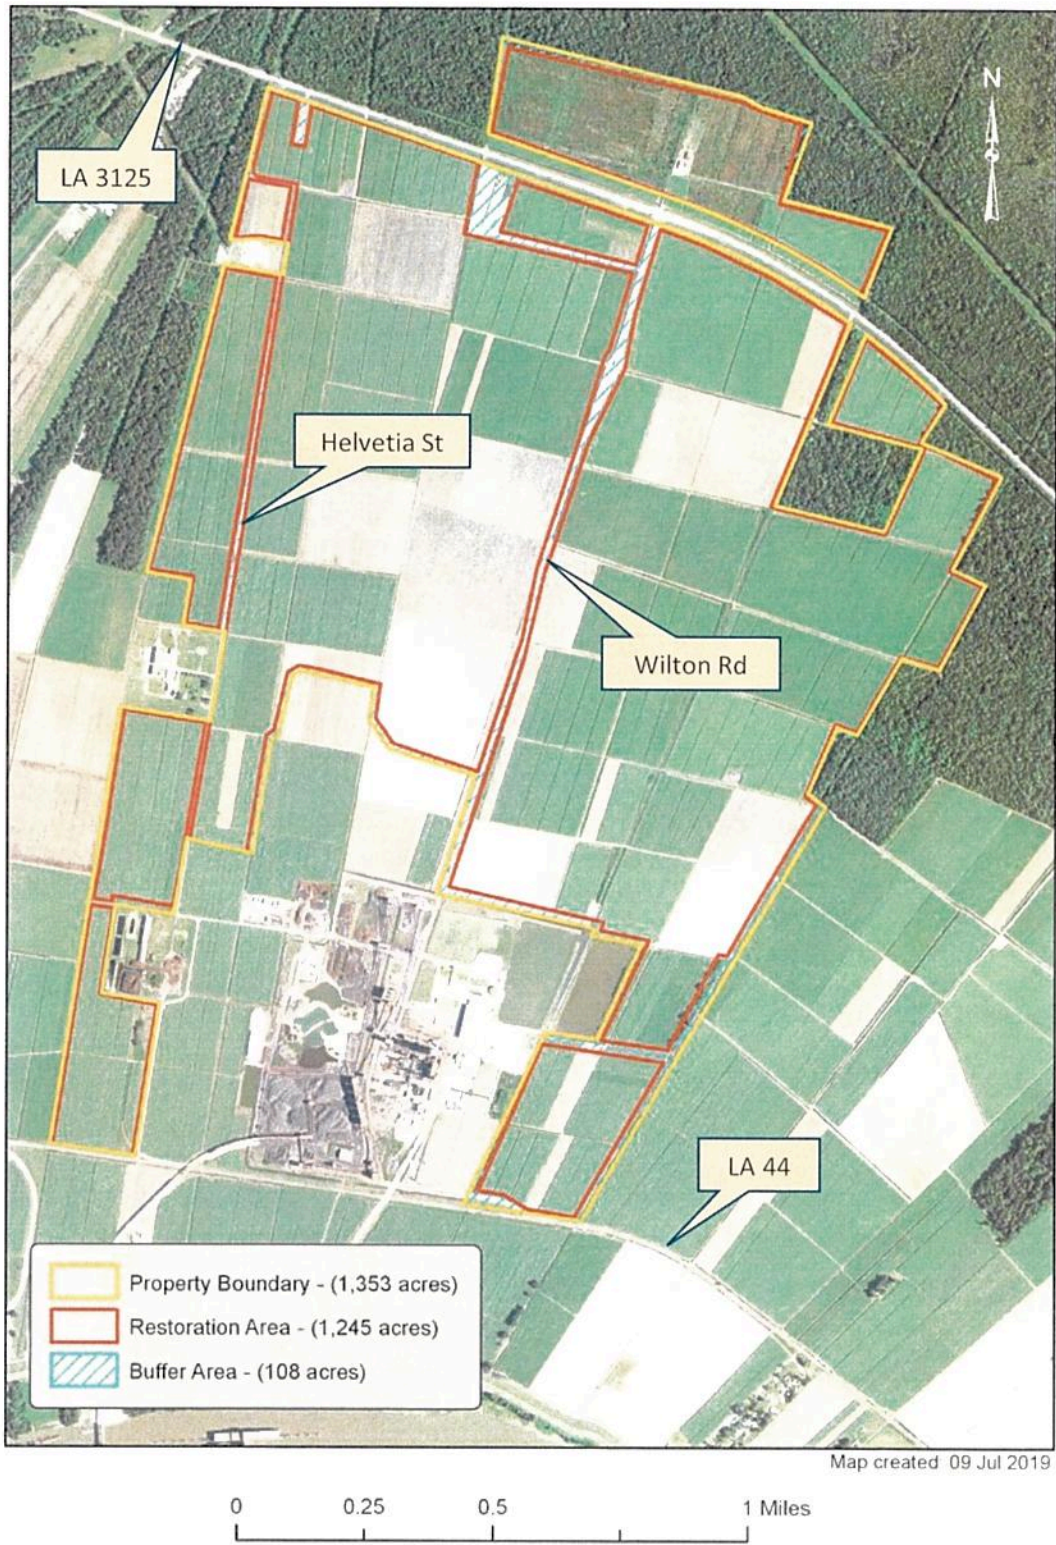 N
LA 3125
Helvetia St
Wilton Rd
LA 44
Property Boundary - (1,353 acres)
Restoration Area - (1,245 acres)
Buffer Area - (108 acres)
Map created 09 Jul 2019
0 0.25 0.5 1 Miles